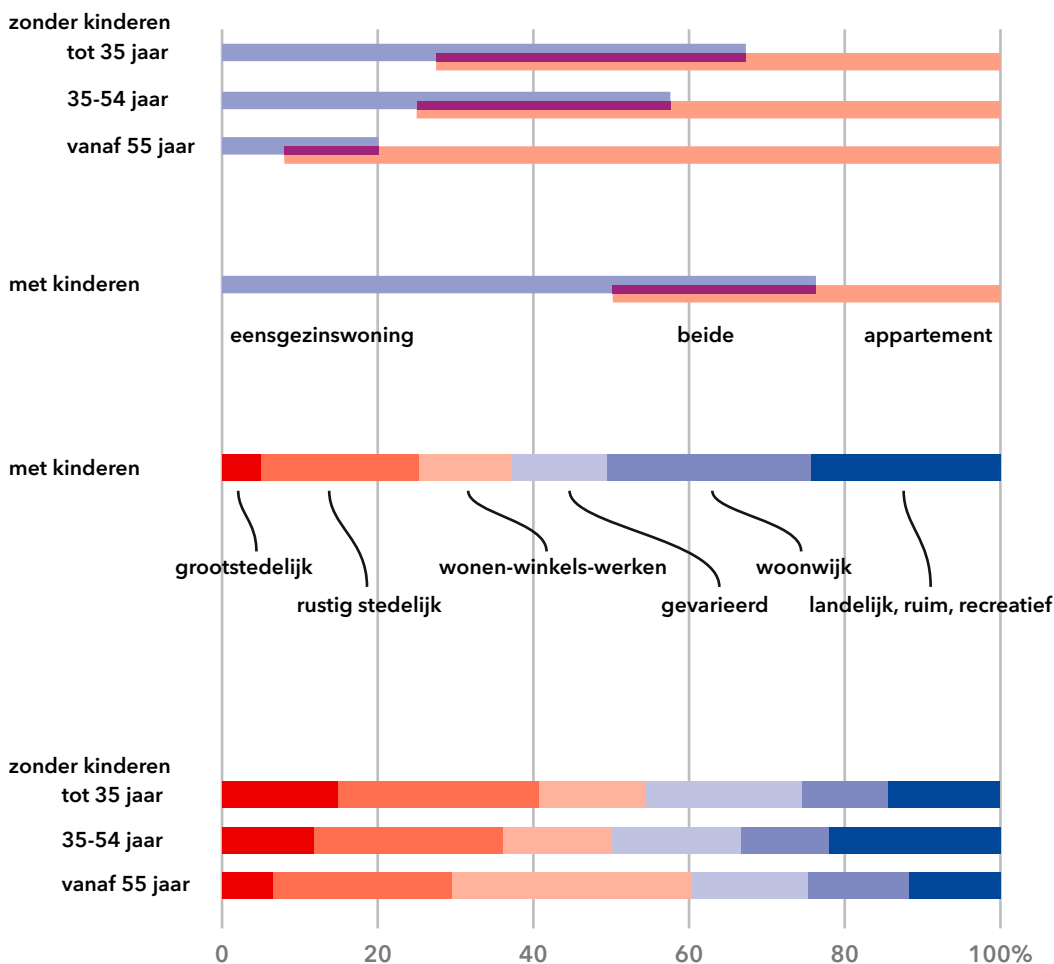 zonder kinderen
tot 35 jaar
35-54 jaar
vanaf 55 jaar
met kinderen
eensgezinswoning beide appartement
met kinderen
grootstedelijk wonen-winkels-werken woonwijk
rustig stedelijk gevarieerd landelijk, ruim, recreatief
zonder kinderen
tot 35 jaar
35-54 jaar
vanaf 55 jaar
0 20 40 60 80 100%